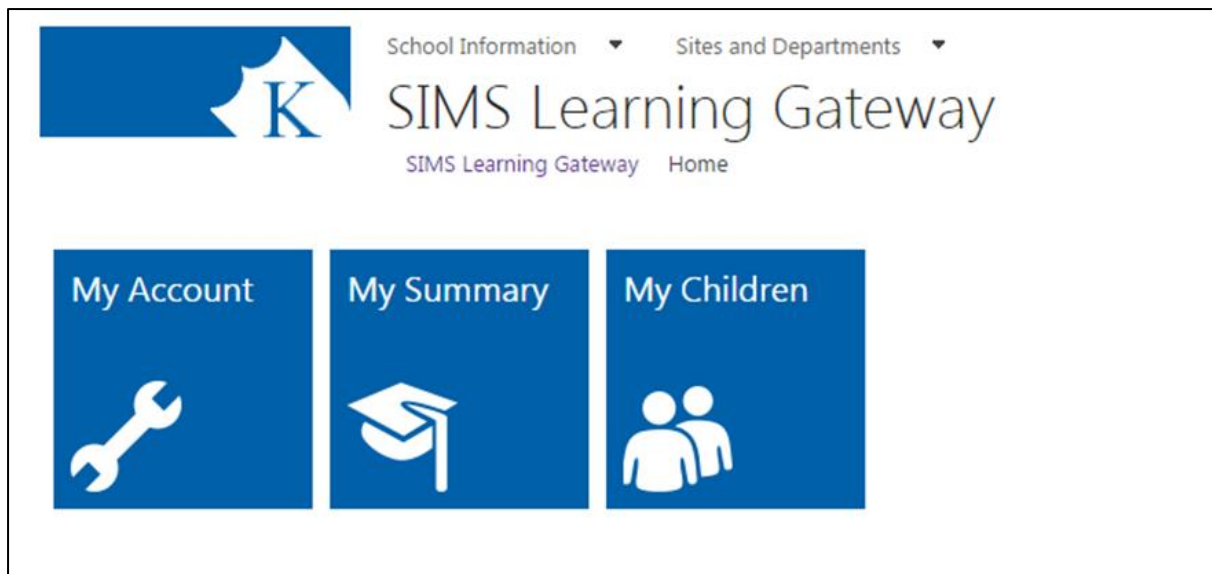 School Information Sites and Departments
K
SIMS Learning Gateway
SIMS Learning Gateway Home
My Account My Summary My Children